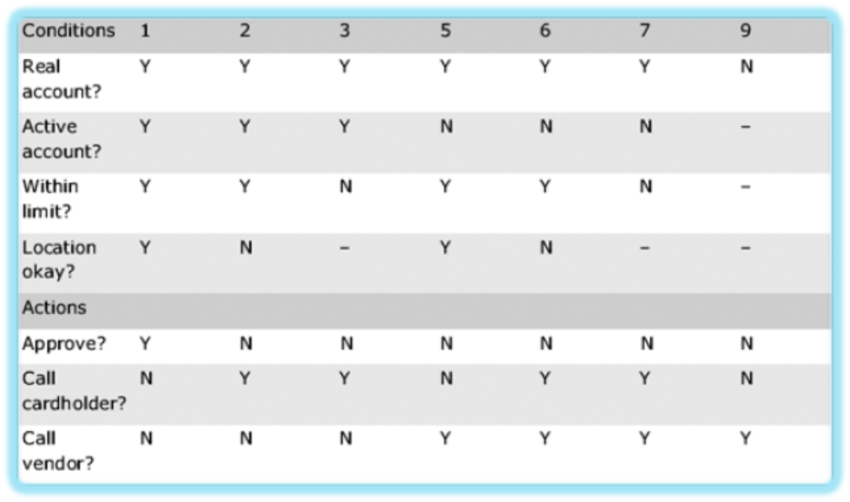 Conditions 1 2 3 5 6 7 9
Real account? Y Y Y Y Y Y N
Active account? Y Y Y N N N –
Within limit? Y Y N Y Y N –
Location okay? Y N – Y N – –
Actions
Approve? Y N N N N N N
Call cardholder? N Y Y N Y Y N
Call vendor? N N N Y Y Y Y